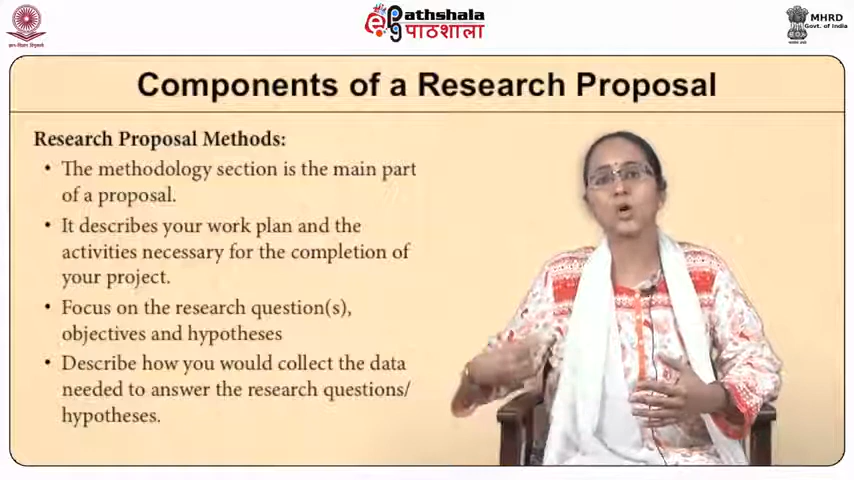 ePathshala
पाठशाला
MHRD
Govt. of India
Components of a Research Proposal
Research Proposal Methods:
• The methodology section is the main part
of a proposal.
• It describes your work plan and the
activities necessary for the completion of
your project.
• Focus on the research question(s),
objectives and hypotheses
• Describe how you would collect the data
needed to answer the research questions/
hypotheses.